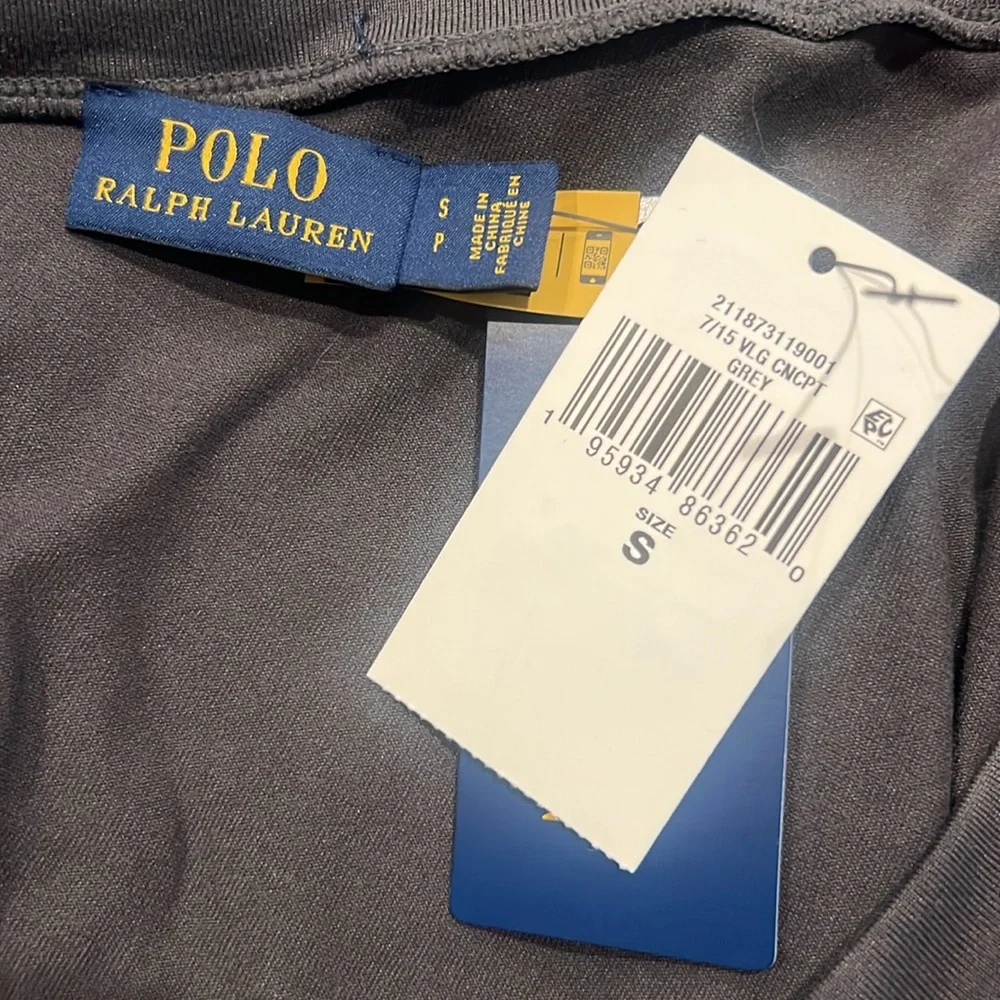 POLO
RALPH LAUREN
S
P
MADE IN
CHINA
FABRIQUÉ EN
CHINE
211873119001
7/15 VLG CNCPT
GREY
EPC
1 95934 86362 0
SIZE
S